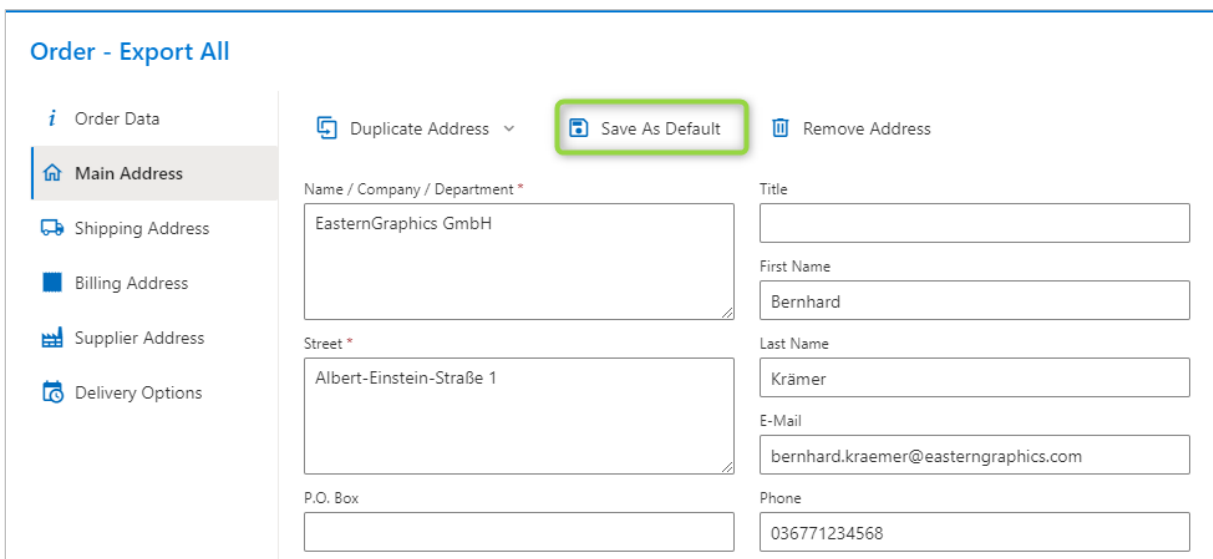 Order - Export All
Order Data
Main Address
Shipping Address
Billing Address
Supplier Address
Delivery Options
Duplicate Address
Save As Default
Remove Address
Name / Company / Department *
EasternGraphics GmbH
Street *
Albert-Einstein-Straße 1
P.O. Box
Title
First Name
Bernhard
Last Name
Krämer
E-Mail
bernhard.kraemer@easterngraphics.com
Phone
036771234568